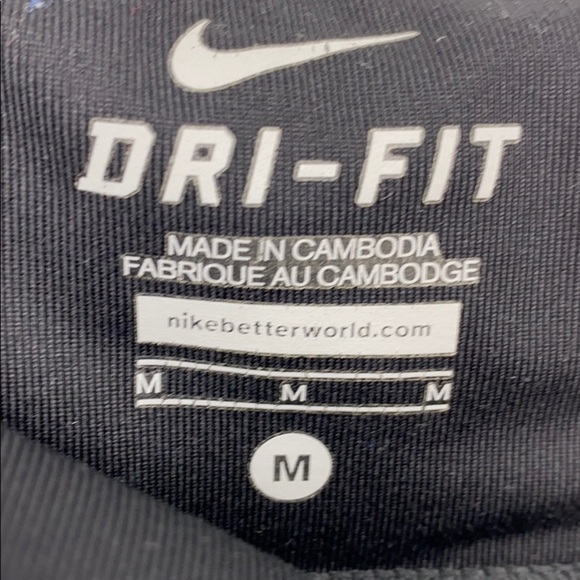 DRI-FIT
MADE IN CAMBODIA
FABRIQUE AU CAMBODGE
nikebetterworld.com
M M M
M